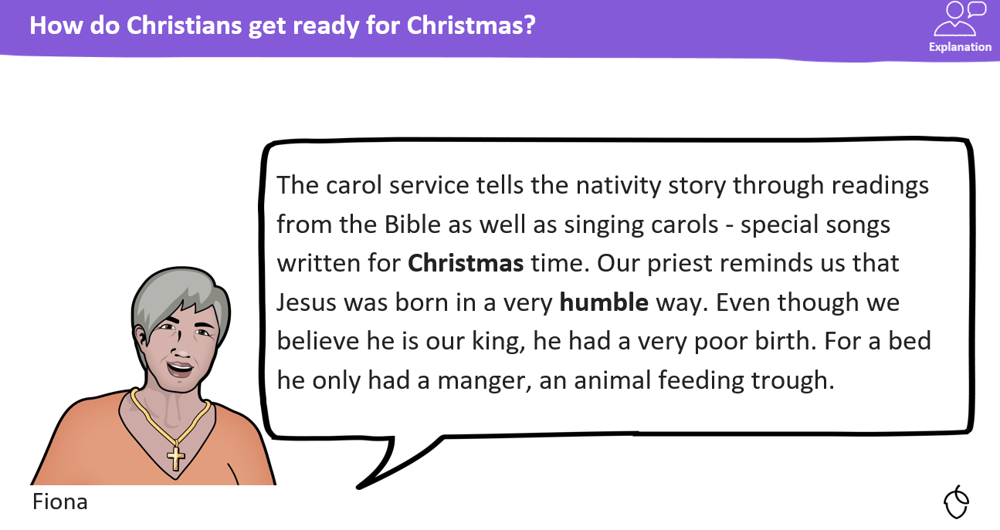 How do Christians get ready for Christmas?
Explanation
The carol service tells the nativity story through readings
from the Bible as well as singing carols - special songs
written for Christmas time. Our priest reminds us that
Jesus was born in a very humble way. Even though we
believe he is our king, he had a very poor birth. For a bed
he only had a manger, an animal feeding trough.
Fiona